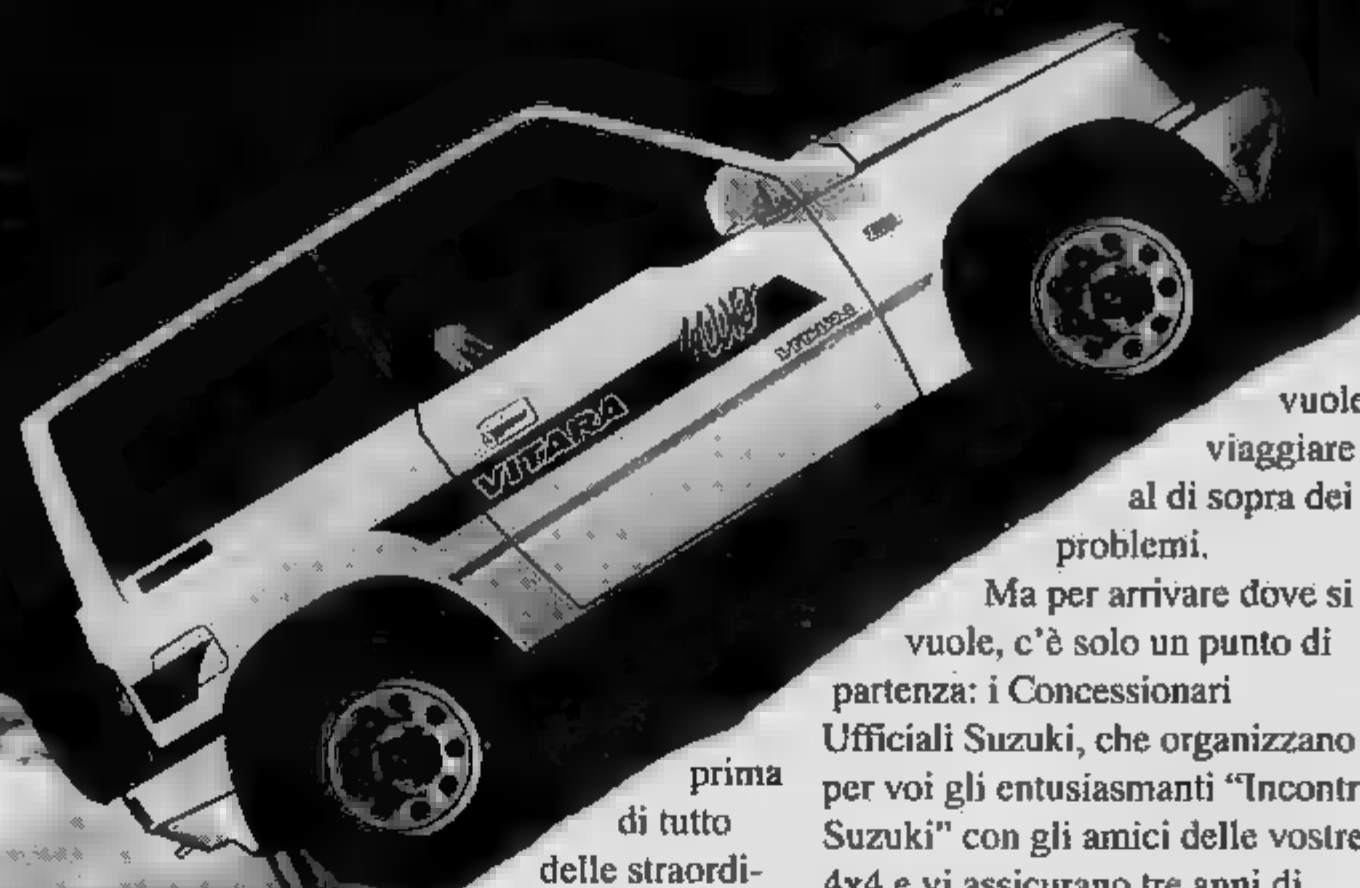 VITARA
VITARA
prima
di tutto
delle straordi-
vuole
viaggiare
al di sopra dei
problemi.
Ma per arrivare dove si
vuole, c'è solo un punto di
partenza: i Concessionari
Ufficiali Suzuki, che organizzano
per voi gli entusiasmanti “Incontr
Suzuki” con gli amici delle vostre
4x4 e vi assicurano tre anni di